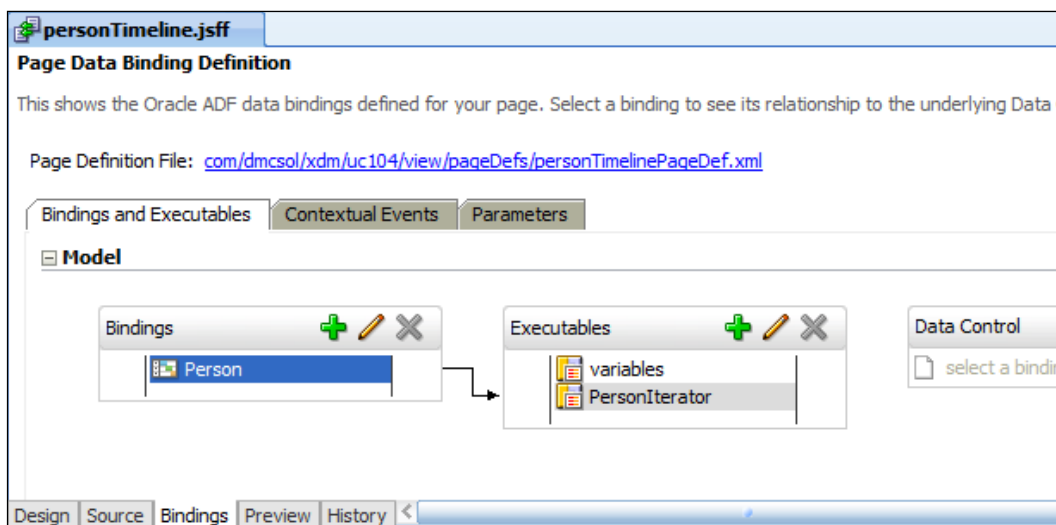 personTimeline.jsff
Page Data Binding Definition
This shows the Oracle ADF data bindings defined for your page. Select a binding to see its relationship to the underlying Data
Page Definition File: com/dmcsol/xdm/uc104/view/pageDefs/personTimelinePageDef.xml
Bindings and Executables Contextual Events Parameters
Model
Bindings Executables Data Control
Person variables select a bindin
PersonIterator
Design Source Bindings Preview History